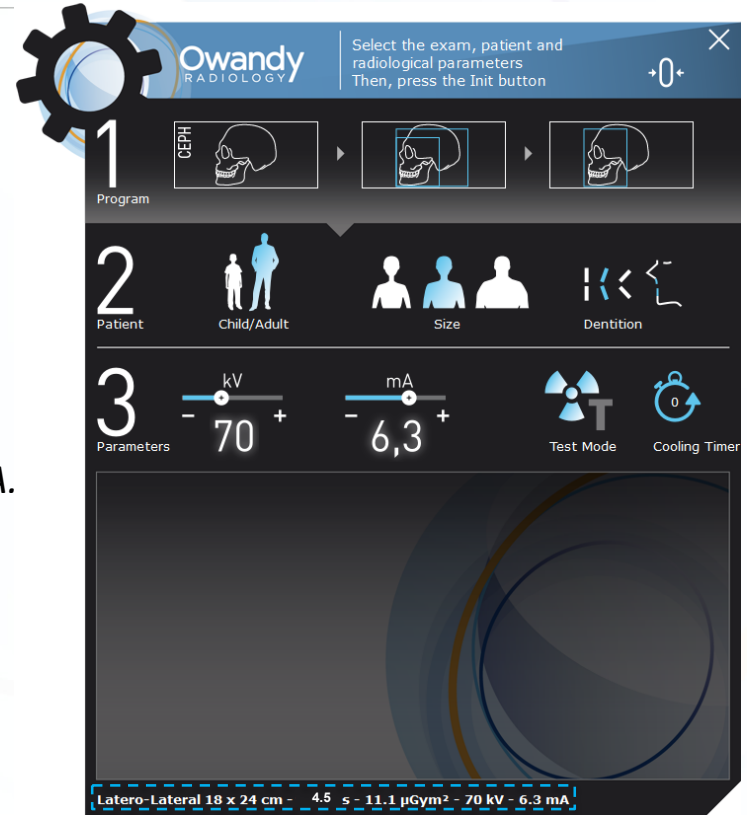 Owandy
RADIOLOGY
Select the exam, patient and
radiological parameters
Then, press the Init button
0
1
Program
CEPH
2
Patient
Child/Adult
Size
Dentition
3
Parameters
kV
- 70 +
mA
- 6,3 +
T
Test Mode
0
Cooling Timer
A.
Latero-Lateral 18 x 24 cm - 4.5 s - 11.1 µGym² - 70 kV - 6.3 mA